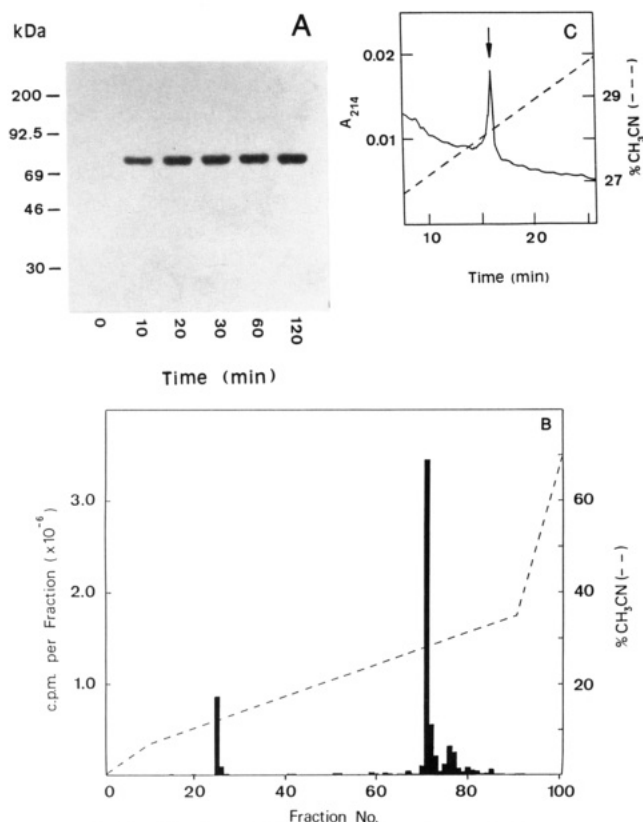 kDa
A
200
92.5
69
46
30
0
10
20
30
60
120
Time (min)
C
0.02
0.01
A214
29
27
%CH3CN (---)
10
20
Time (min)
B
3.0
2.0
1.0
c.p.m. per Fraction (x10-6)
60
40
20
%CH3CN (--)
0
20
40
60
80
100
Fraction No.